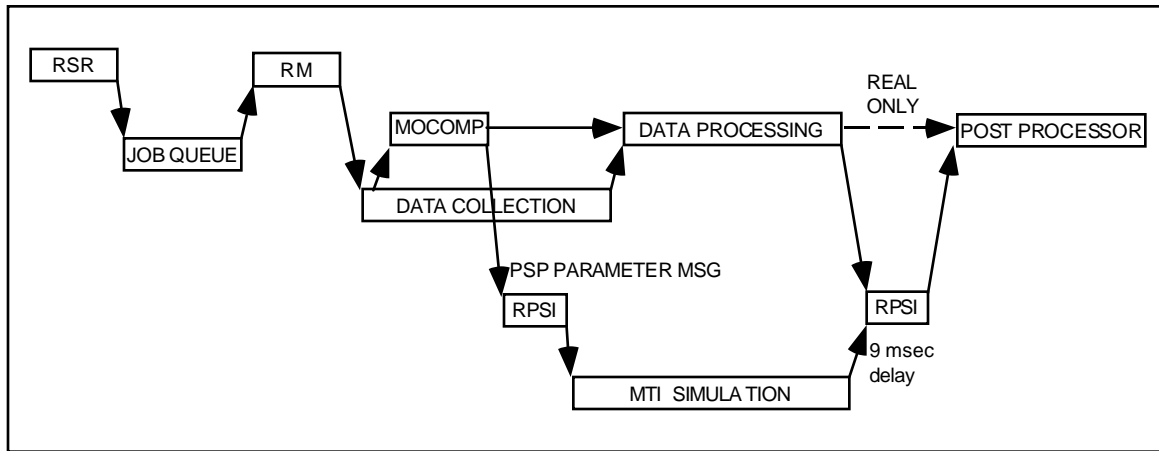 RSR
RM
REAL
ONLY
MOCOMP
DATA PROCESSING
POST PROCESSOR
JOB QUEUE
DATA COLLECTION
PSP PARAMETER MSG
RPSI
RPSI
9 msec
delay
MTI SIMULATION